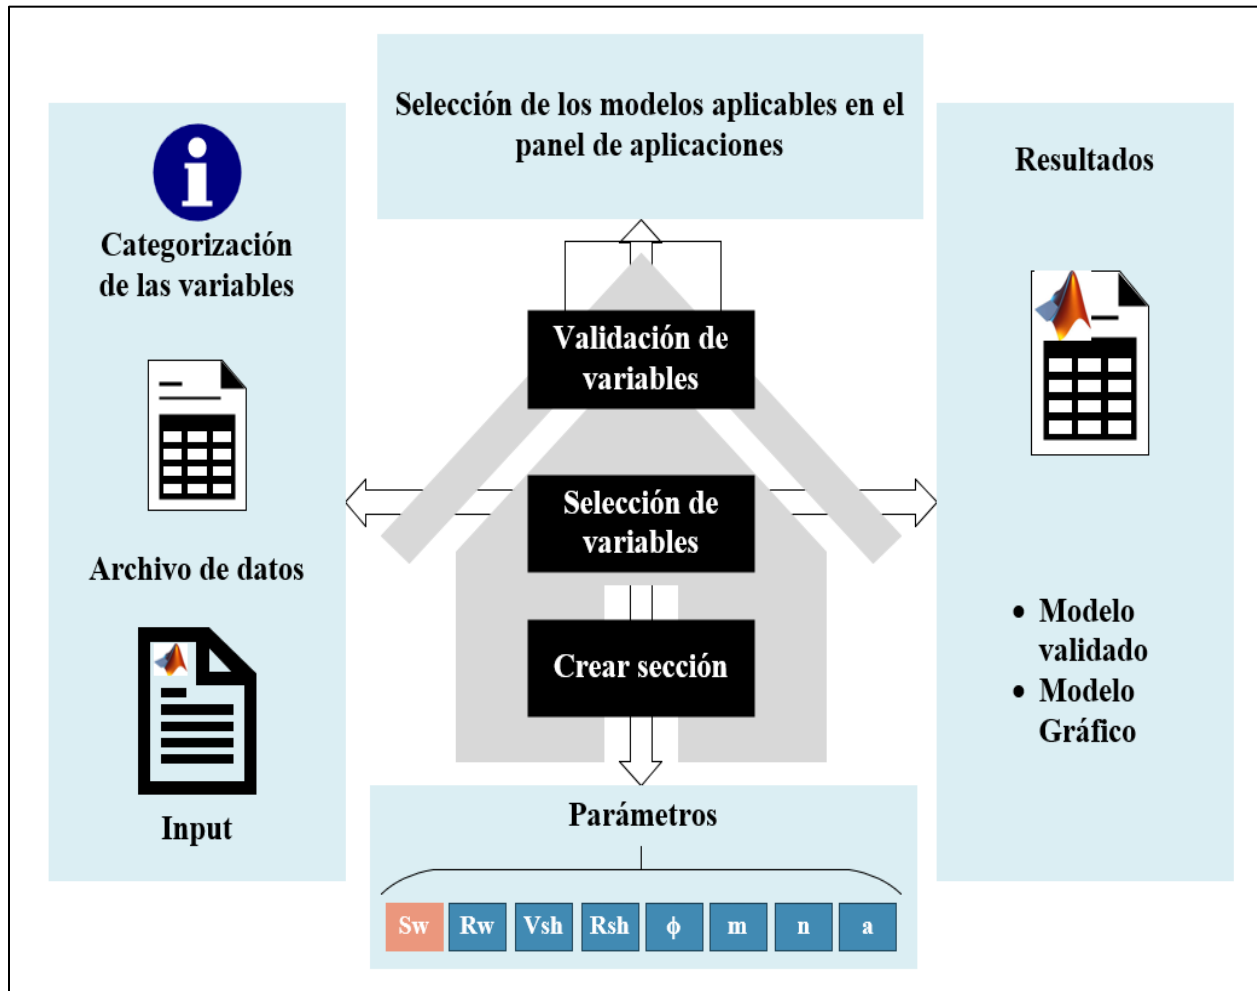 Selección de los modelos aplicables en el
panel de aplicaciones
Categorización
de las variables
Archivo de datos
Input
Validación de
variables
Selección de
variables
Crear sección
Resultados
• Modelo
validado
• Modelo
Gráfico
Parámetros
Sw Rw Vsh Rsh ϕ m n a